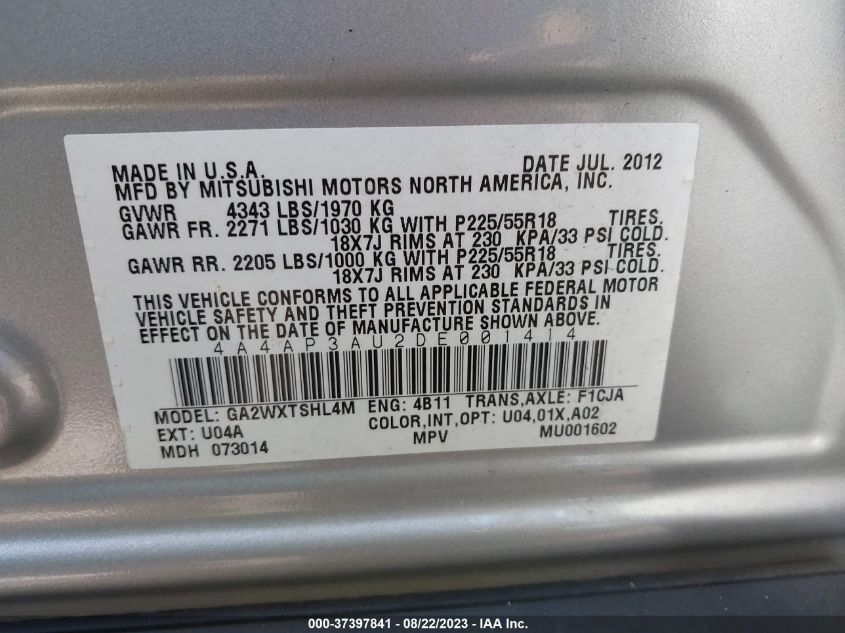 MADE IN U.S.A. DATE JUL. 2012
MFD BY MITSUBISHI MOTORS NORTH AMERICA, INC.
GVWR 4343 LBS/1970 KG
GAWR FR. 2271 LBS/1030 KG WITH P225/55R18 TIRES.
18X7J RIMS AT 230 KPA/33 PSI COLD.
GAWR RR. 2205 LBS/1000 KG WITH P225/55R18 TIRES.
18X7J RIMS AT 230 KPA/33 PSI COLD.
THIS VEHICLE CONFORMS TO ALL APPLICABLE FEDERAL MOTOR
VEHICLE SAFETY AND THEFT PREVENTION STANDARDS IN
EFFECT ON THE DATE OF MANUFACTURE SHOWN ABOVE.
4A4AP3AU2DE001414
MODEL: GA2WXTSHL4M ENG: 4B11 TRANS,AXLE: F1CJA
EXT: U04A COLOR,INT,OPT: U04,01X,A02
MDH 073014 MPV MU001602
000-37397841 - 08/22/2023 - IAA Inc.